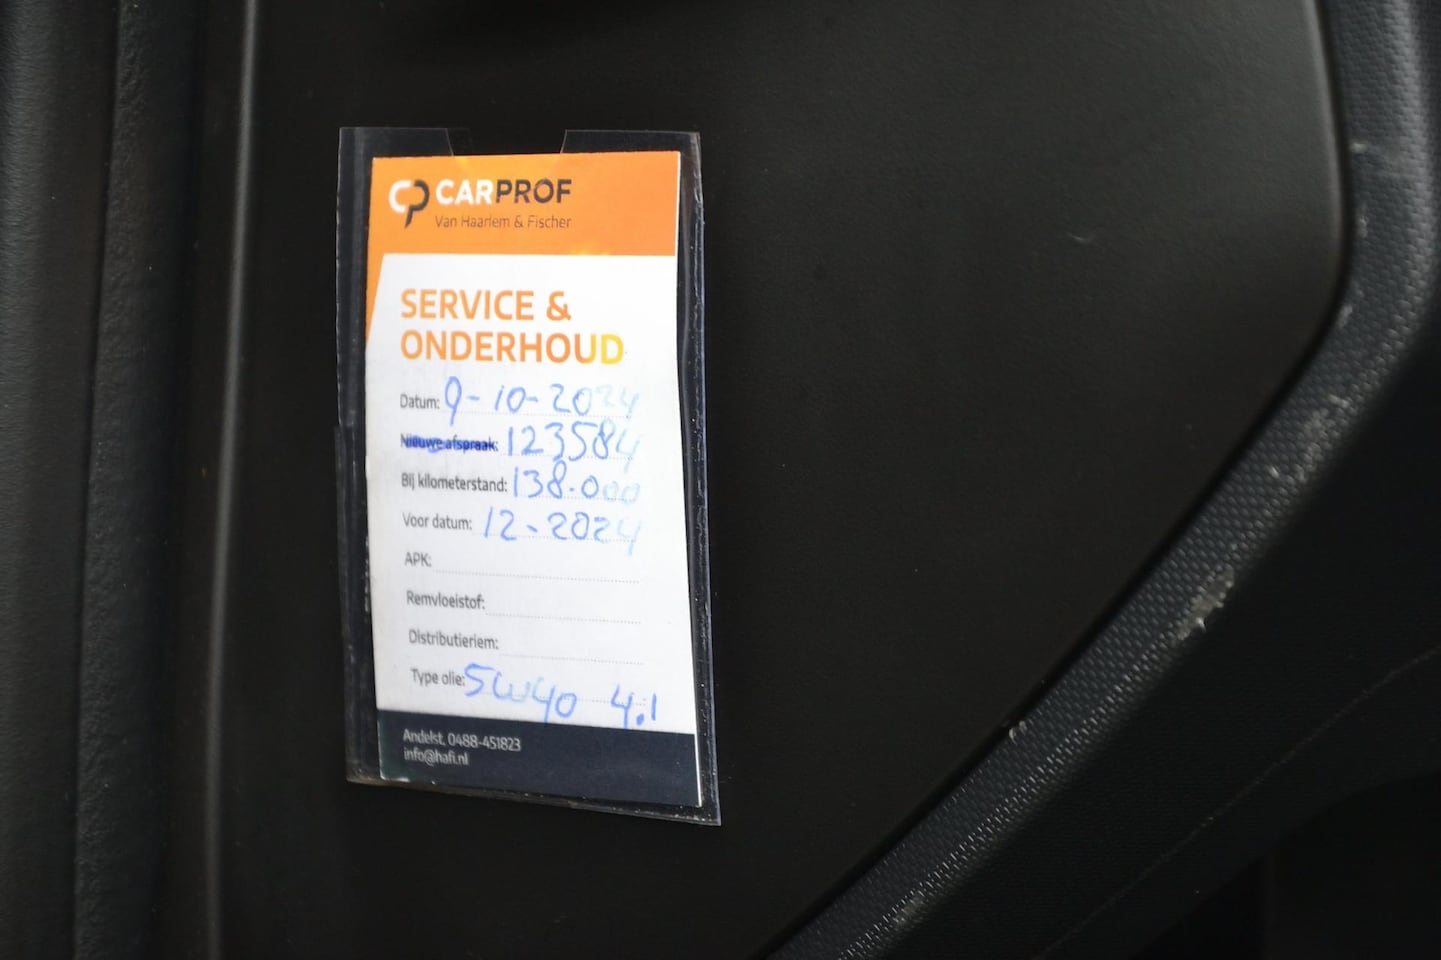 CP CARPROF
Van Haarlem & Fischer
SERVICE &
ONDERHOUD
Datum: 9-10-2024
Nieuwe afspraak: 123584
Bij kilometerstand: 138.000
Voor datum: 12-2024
APK:
Remvloeistof:
Distributieriem:
Type olie: 5W40 4.1
Andelst, 0488-451823
info@hafi.nl